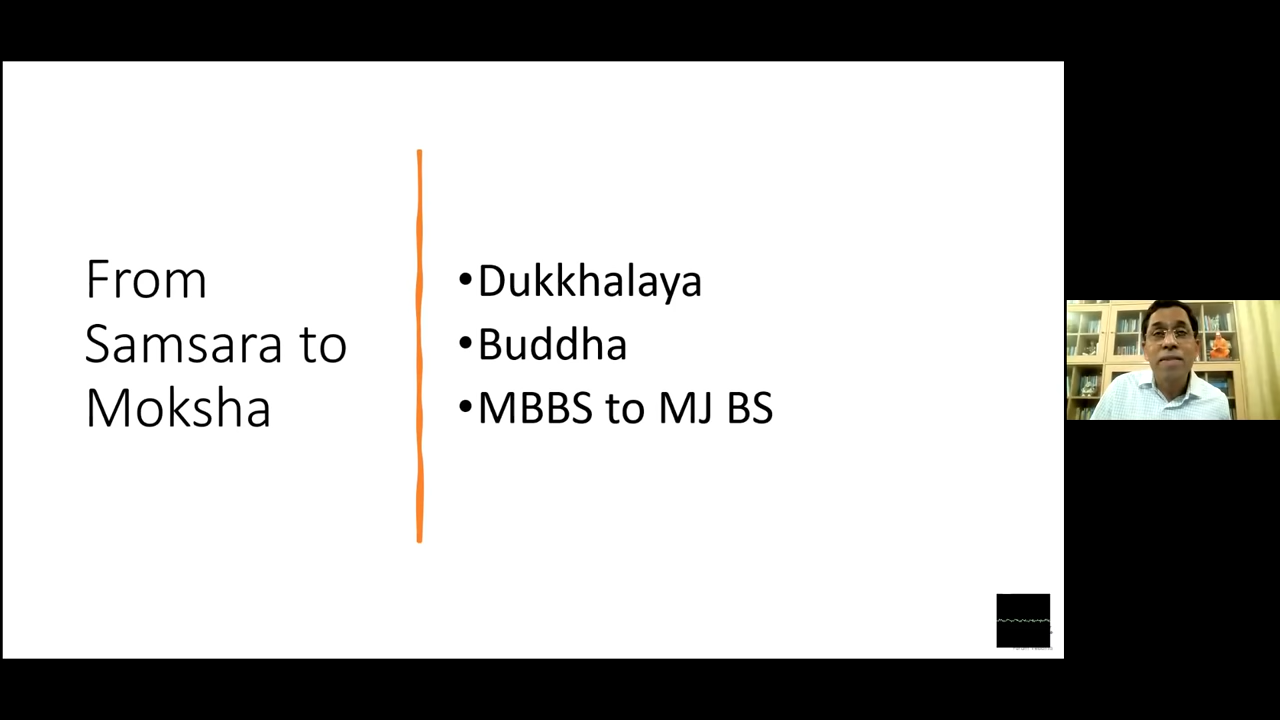 From
Samsara to
Moksha
•Dukkhalaya
•Buddha
•MBBS to MJ BS